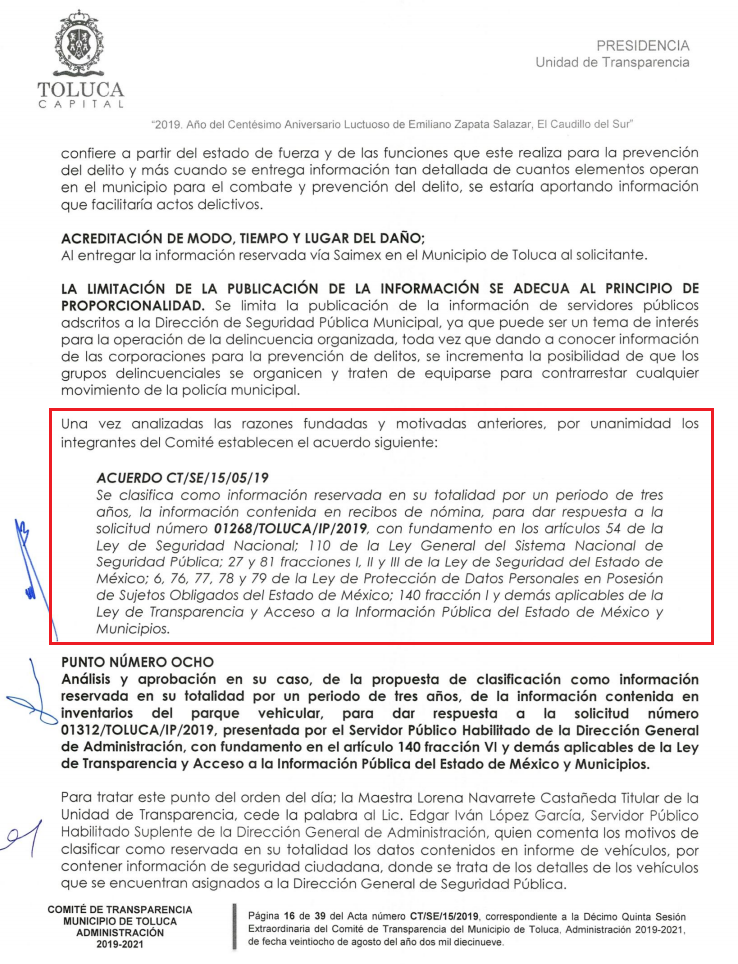 TOLUCA
CAPITAL
PRESIDENCIA
Unidad de Transparencia
"2019. Año del Centésimo Aniversario Luctuoso de Emiliano Zapata Salazar, El Caudillo del Sur"
confiere a partir del estado de fuerza y de las funciones que este realiza para la prevención
del delito y más cuando se entrega información tan detallada de cuantos elementos operan
en el municipio para el combate y prevención del delito, se estaría aportando información
que facilitaría actos delictivos.
ACREDITACIÓN DE MODO, TIEMPO Y LUGAR DEL DAÑO;
Al entregar la información reservada vía Saimex en el Municipio de Toluca al solicitante.
LA LIMITACIÓN DE LA PUBLICACIÓN DE LA INFORMACIÓN SE ADECUA AL PRINCIPIO DE
PROPORCIONALIDAD. Se limita la publicación de la información de servidores públicos
adscritos a la Dirección de Seguridad Pública Municipal, ya que puede ser un tema de interés
para la operación de la delincuencia organizada, toda vez que dando a conocer información
de las corporaciones para la prevención de delitos, se incrementa la posibilidad de que los
grupos delincuenciales se organicen y traten de equiparse para contrarrestar cualquier
movimiento de la policía municipal.
Una vez analizadas las razones fundadas y motivadas anteriores, por unanimidad los
integrantes del Comité establecen el acuerdo siguiente:
ACUERDO CT/SE/15/05/19
Se clasifica como información reservada en su totalidad por un periodo de tres
años, la información contenida en recibos de nómina, para dar respuesta a la
solicitud número 01268/TOLUCA/IP/2019, con fundamento en los artículos 54 de la
Ley de Seguridad Nacional; 110 de la Ley General del Sistema Nacional de
Seguridad Pública; 27 y 81 fracciones I, II y III de la Ley de Seguridad del Estado de
México; 6, 76, 77, 78 y 79 de la Ley de Protección de Datos Personales en Posesión
de Sujetos Obligados del Estado de México; 140 fracción I y demás aplicables de la
Ley de Transparencia y Acceso a la Información Pública del Estado de México y
Municipios.
PUNTO NÚMERO OCHO
Análisis y aprobación en su caso, de la propuesta de clasificación como información
reservada en su totalidad por un periodo de tres años, de la información contenida en
inventarios del parque vehicular, para dar respuesta a la solicitud número
01312/TOLUCA/IP/2019, presentada por el Servidor Público Habilitado de la Dirección General
de Administración, con fundamento en el artículo 140 fracción VI y demás aplicables de la Ley
de Transparencia y Acceso a la Información Pública del Estado de México y Municipios.
Para tratar este punto del orden del día; la Maestra Lorena Navarrete Castañeda Titular de la
Unidad de Transparencia, cede la palabra al Lic. Edgar Iván López García, Servidor Público
Habilitado Suplente de la Dirección General de Administración, quien comenta los motivos de
clasificar como reservada en su totalidad los datos contenidos en informe de vehículos, por
contener información de seguridad ciudadana, donde se trata de los detalles de los vehículos
que se encuentran asignados a la Dirección General de Seguridad Pública.
COMITÉ DE TRANSPARENCIA
MUNICIPIO DE TOLUCA
ADMINISTRACIÓN
2019-2021
Página 16 de 39 del Acta número CT/SE/15/2019, correspondiente a la Décimo Quinta Sesión
Extraordinaria del Comité de Transparencia del Municipio de Toluca, Administración 2019-2021,
de fecha veintiocho de agosto del año dos mil diecinueve.